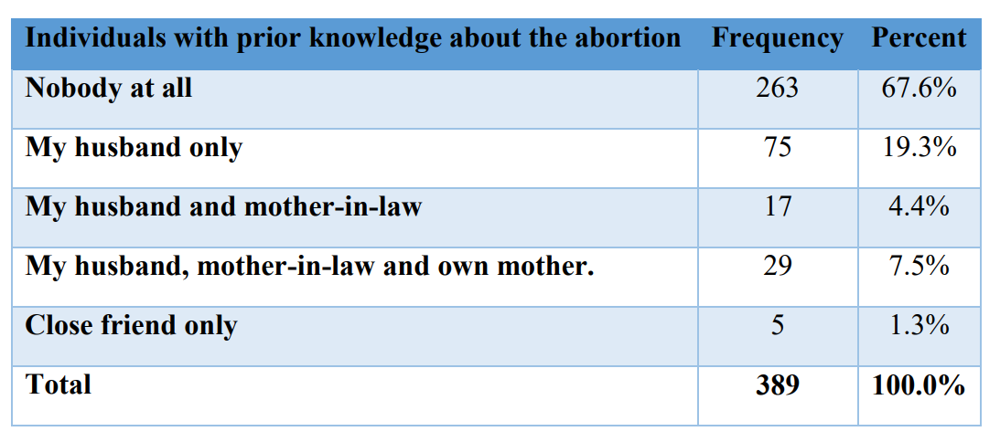 Individuals with prior knowledge about the abortion Frequency Percent
Nobody at all 263 67.6%
My husband only 75 19.3%
My husband and mother-in-law 17 4.4%
My husband, mother-in-law and own mother. 29 7.5%
Close friend only 5 1.3%
Total 389 100.0%